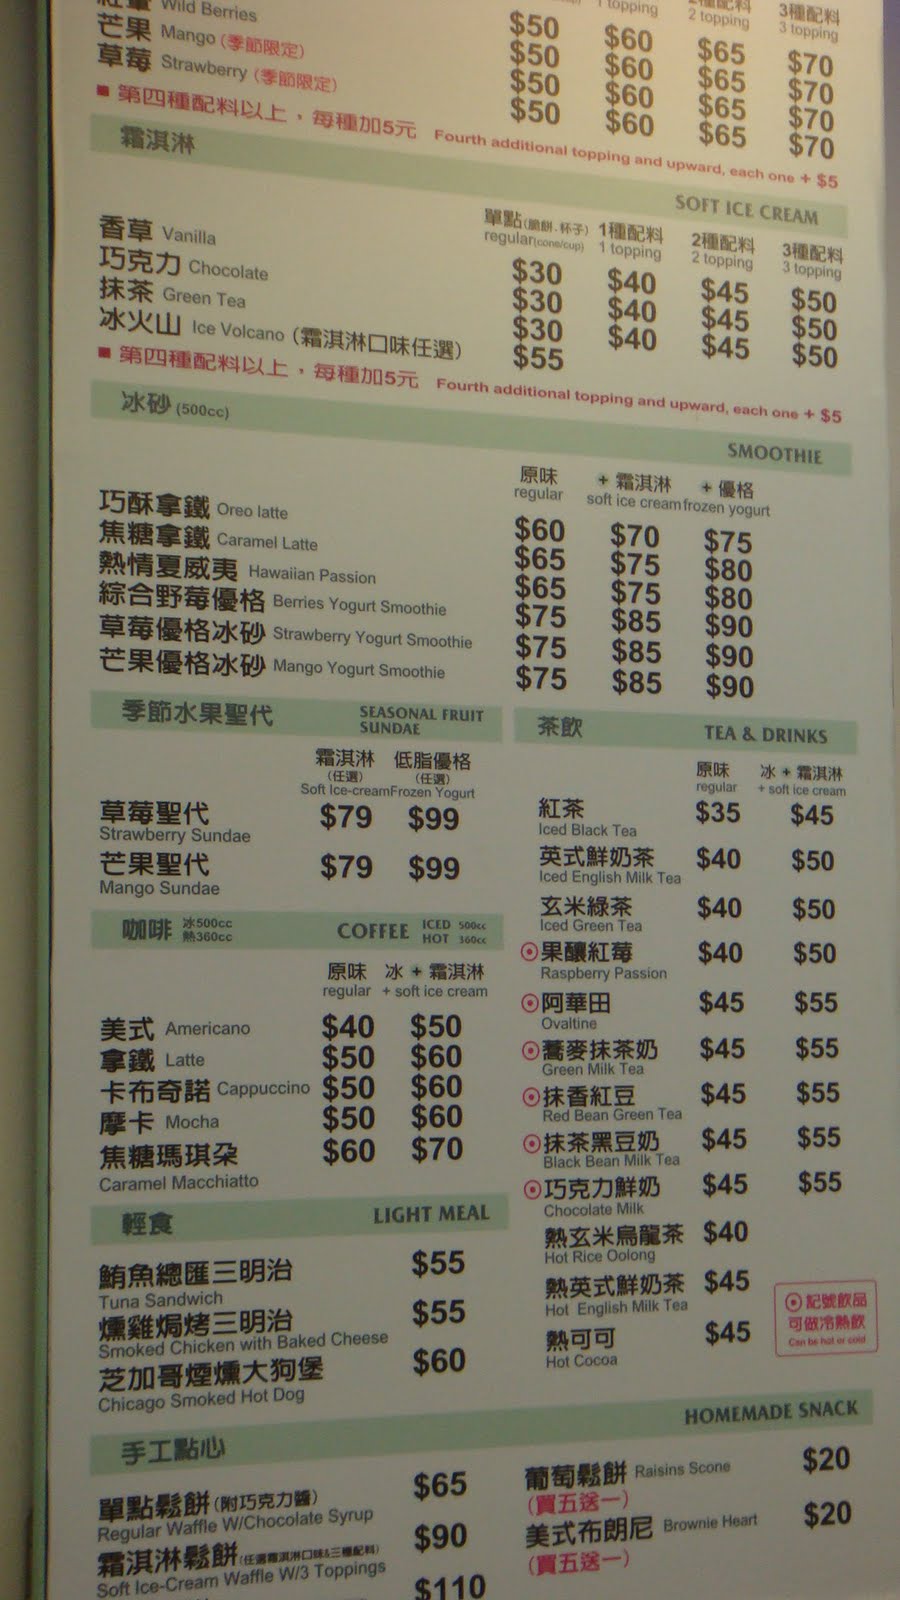 Wild Berries $50 $60 $65 $70
1 topping 2種配料 2 topping 3種配料 3 topping
芒果 Mango (季節限定) $50 $60 $65 $70
草莓 Strawberry (季節限定) $50 $60 $65 $70
$50 $60 $65 $70
■ 第四種配料以上，每種加5元 Fourth additional topping and upward, each one + $5
霜淇淋 SOFT ICE CREAM
單點(脆餅．杯子) 1種配料 2種配料 3種配料
regular(cone/cup) 1 topping 2 topping 3 topping
香草 Vanilla $30 $40 $45 $50
巧克力 Chocolate $30 $40 $45 $50
抹茶 Green Tea $30 $40 $45 $50
冰火山 Ice Volcano (霜淇淋口味任選) $55
■ 第四種配料以上，每種加5元 Fourth additional topping and upward, each one + $5
冰砂 (500cc) SMOOTHIE
原味 + 霜淇淋 + 優格
regular soft ice cream frozen yogurt
巧酥拿鐵 Oreo latte $60 $70 $75
焦糖拿鐵 Caramel Latte $65 $75 $80
熱情夏威夷 Hawaiian Passion $65 $75 $80
綜合野莓優格 Berries Yogurt Smoothie $75 $85 $90
草莓優格冰砂 Strawberry Yogurt Smoothie $75 $85 $90
芒果優格冰砂 Mango Yogurt Smoothie $75 $85 $90
季節水果聖代 SEASONAL FRUIT SUNDAE
霜淇淋 低脂優格
(任選) (任選)
Soft Ice-cream Frozen Yogurt
草莓聖代 $79 $99
Strawberry Sundae
芒果聖代 $79 $99
Mango Sundae
咖啡 冰500cc 熱360cc COFFEE ICED 500cc HOT 360cc
原味 冰 + 霜淇淋
regular + soft ice cream
美式 Americano $40 $50
拿鐵 Latte $50 $60
卡布奇諾 Cappuccino $50 $60
摩卡 Mocha $50 $60
焦糖瑪琪朵 $60 $70
Caramel Macchiatto
輕食 LIGHT MEAL
鮪魚總匯三明治 $55
Tuna Sandwich
燻雞焗烤三明治 $55
Smoked Chicken with Baked Cheese
芝加哥煙燻大狗堡 $60
Chicago Smoked Hot Dog
茶飲 TEA & DRINKS
原味 冰 + 霜淇淋
regular + soft ice cream
紅茶 $35 $45
Iced Black Tea
英式鮮奶茶 $40 $50
Iced English Milk Tea
玄米綠茶 $40 $50
Iced Green Tea
⊙果釀紅莓 $40 $50
Raspberry Passion
⊙阿華田 $45 $55
Ovaltine
⊙蕎麥抹茶奶 $45 $55
Green Milk Tea
⊙抹香紅豆 $45 $55
Red Bean Green Tea
⊙抹茶黑豆奶 $45 $55
Black Bean Milk Tea
⊙巧克力鮮奶 $45 $55
Chocolate Milk
熱玄米烏龍茶 $40
Hot Rice Oolong
熱英式鮮奶茶 $45
Hot English Milk Tea
熱可可 $45
Hot Cocoa
⊙記號飲品
可做冷熱飲
Can be hot or cold
手工點心 HOMEMADE SNACK
單點鬆餅 (附巧克力醬) $65
Regular Waffle W/Chocolate Syrup
霜淇淋鬆餅 (任選霜淇淋口味&三種配料) $90
Soft Ice-Cream Waffle W/3 Toppings
$110
葡萄鬆餅 Raisins Scone $20
(買五送一)
美式布朗尼 Brownie Heart $20
(買五送一)